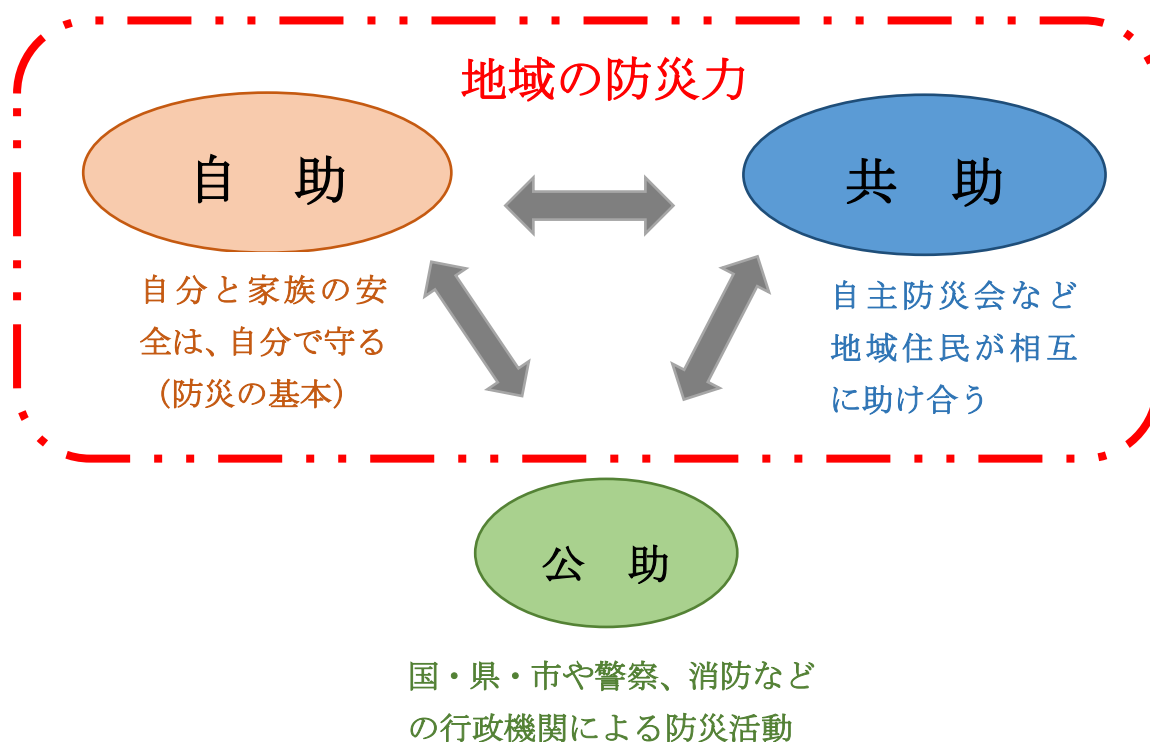 地域の防災力
自　助
共　助
自分と家族の安
全は、自分で守る
（防災の基本）
自主防災会など
地域住民が相互
に助け合う
公　助
国・県・市や警察、消防など
の行政機関による防災活動